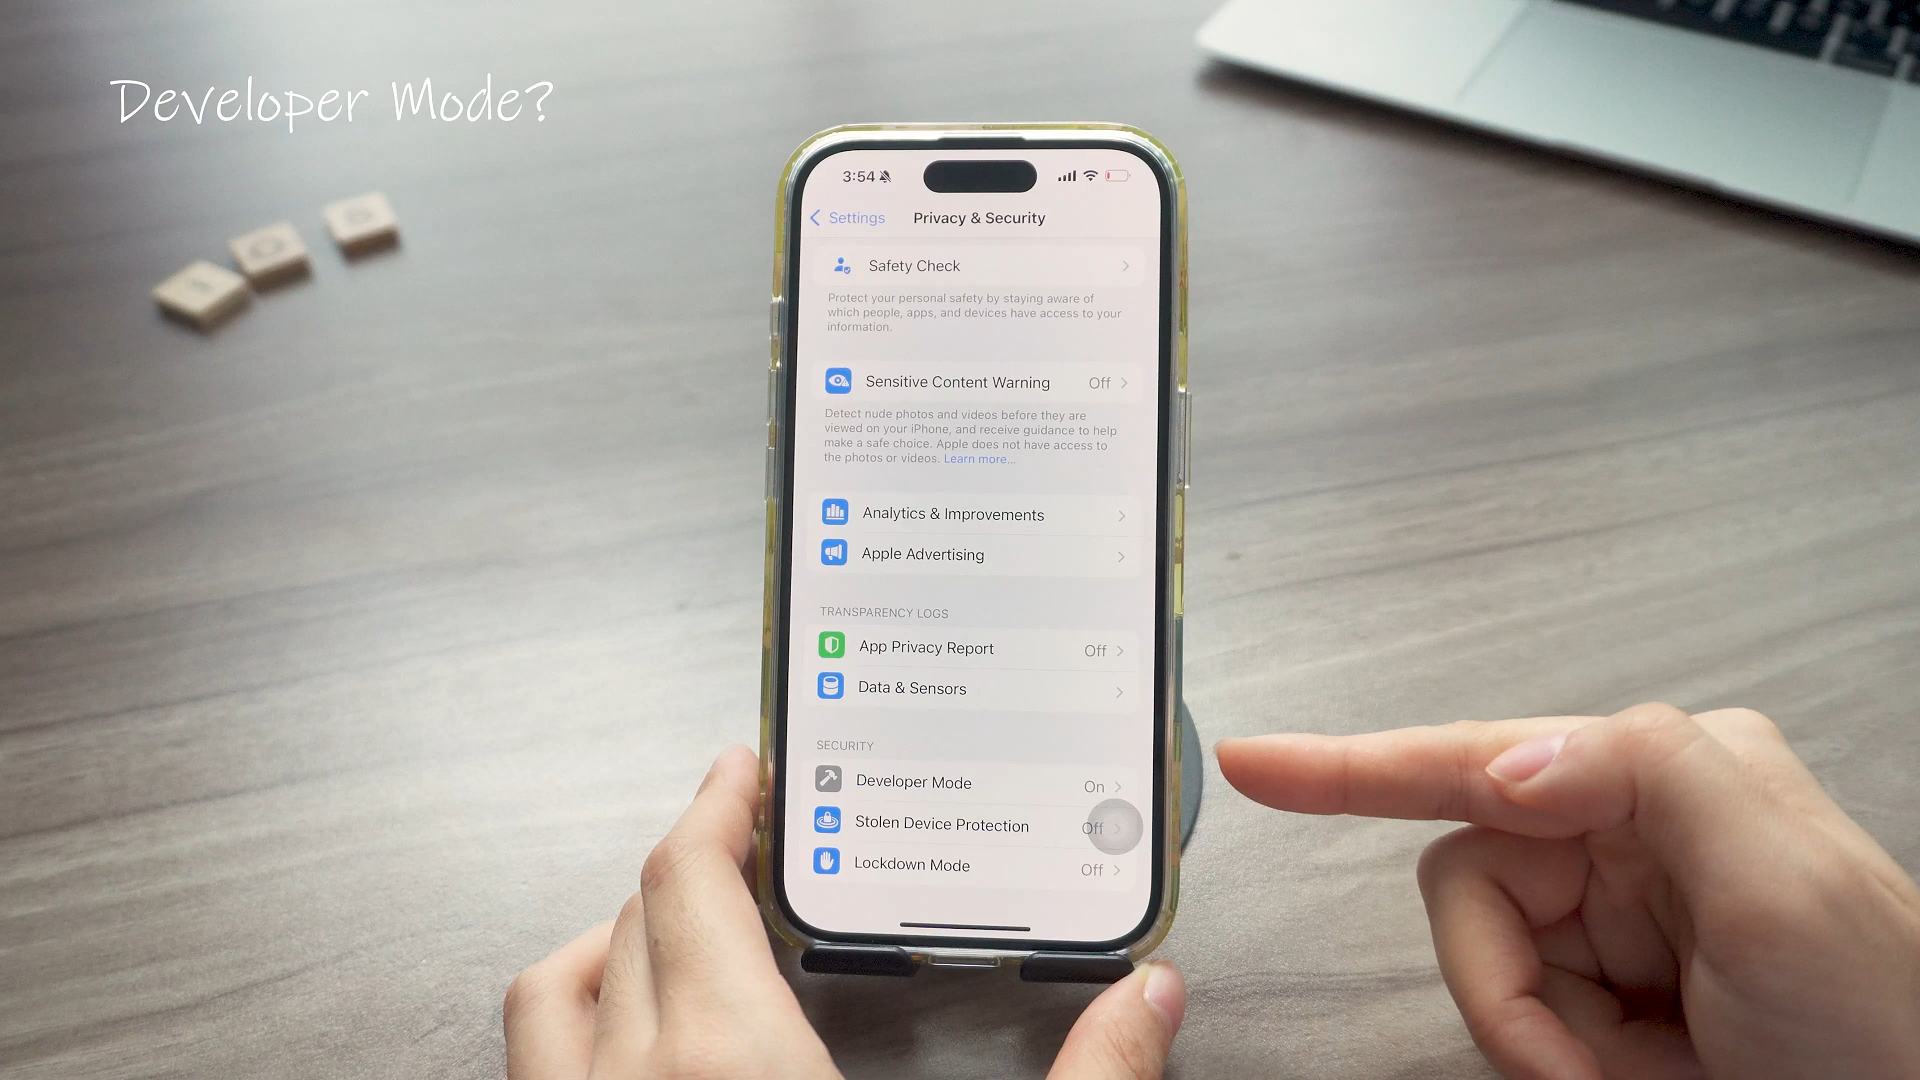 Developer Mode?
3:54
Settings
Privacy & Security
Safety Check
Protect your personal safety by staying aware of
which people, apps, and devices have access to your
information.
Sensitive Content Warning Off
Detect nude photos and videos before they are
viewed on your iPhone, and receive guidance to help
make a safe choice. Apple does not have access to
the photos or videos. Learn more...
Analytics & Improvements
Apple Advertising
TRANSPARENCY LOGS
App Privacy Report Off
Data & Sensors
SECURITY
Developer Mode On
Stolen Device Protection Off
Lockdown Mode Off